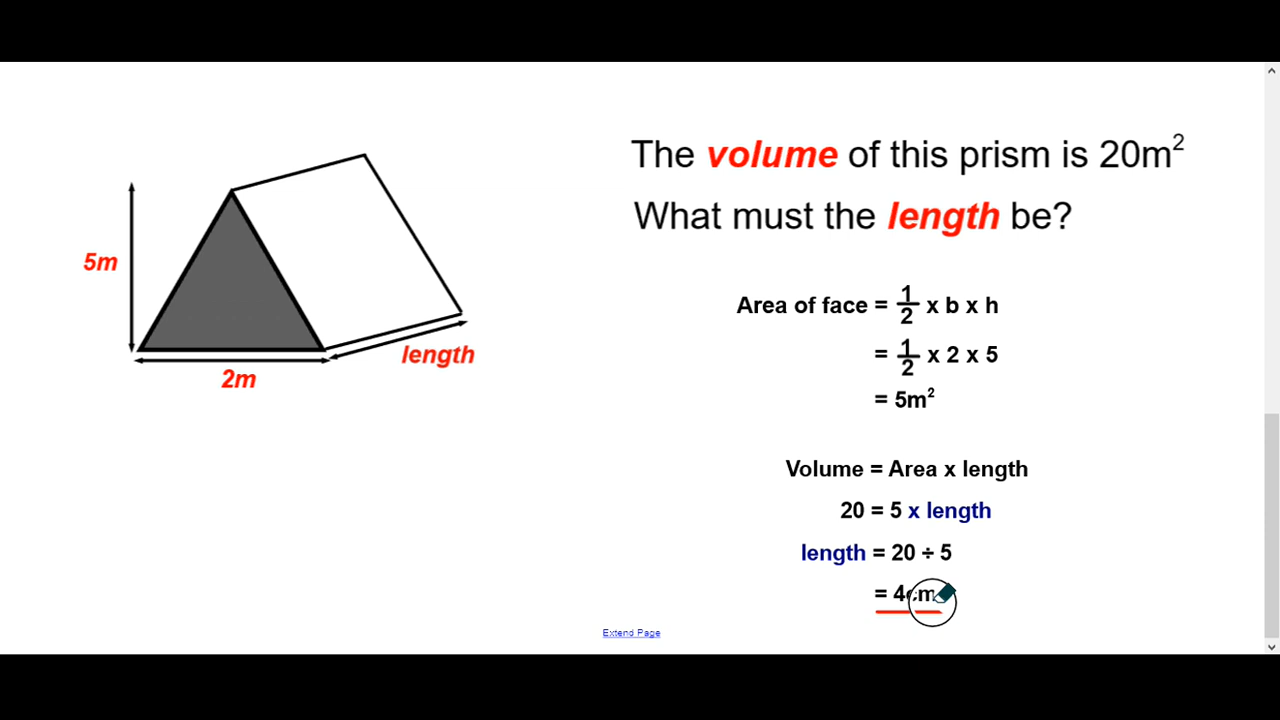 The volume of this prism is 20m²
What must the length be?
5m
2m
length
Area of face = 1/2 x b x h
= 1/2 x 2 x 5
= 5m²
Volume = Area x length
20 = 5 x length
length = 20 ÷ 5
= 4cm
Extend Page